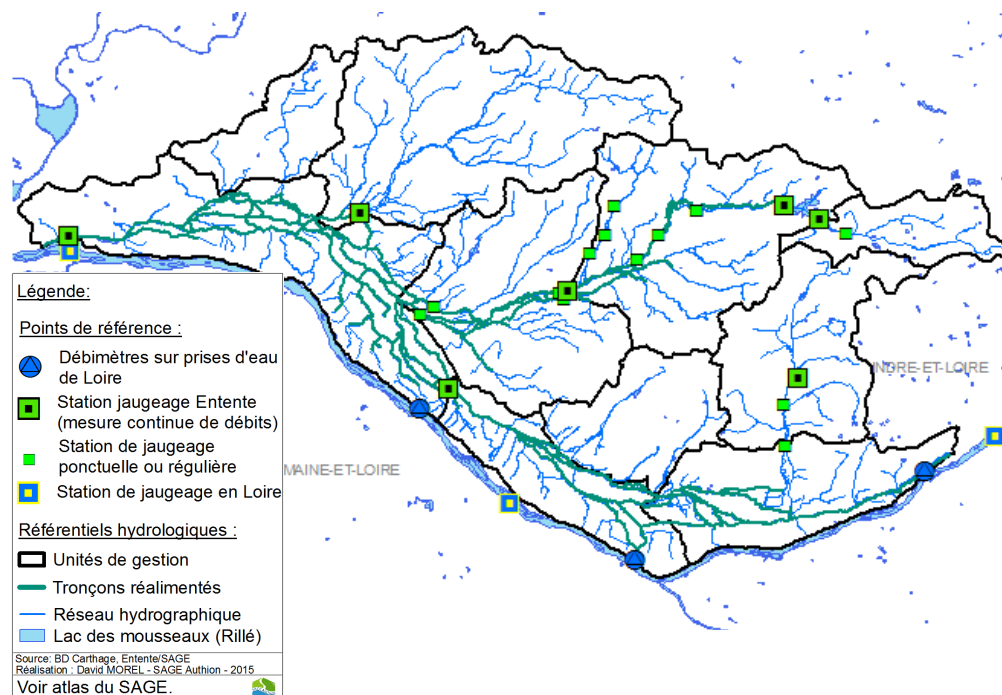 INDRE-ET-LOIRE
MAINE-ET-LOIRE
Légende:
Points de référence :
Débimètres sur prises d'eau
de Loire
Station jaugeage Entente
(mesure continue de débits)
Station de jaugeage
ponctuelle ou régulière
Station de jaugeage en Loire
Référentiels hydrologiques :
Unités de gestion
Tronçons réalimentés
Réseau hydrographique
Lac des mousseaux (Rillé)
Source: BD Carthage, Entente/SAGE
Réalisation : David MOREL - SAGE Authion - 2015
Voir atlas du SAGE.